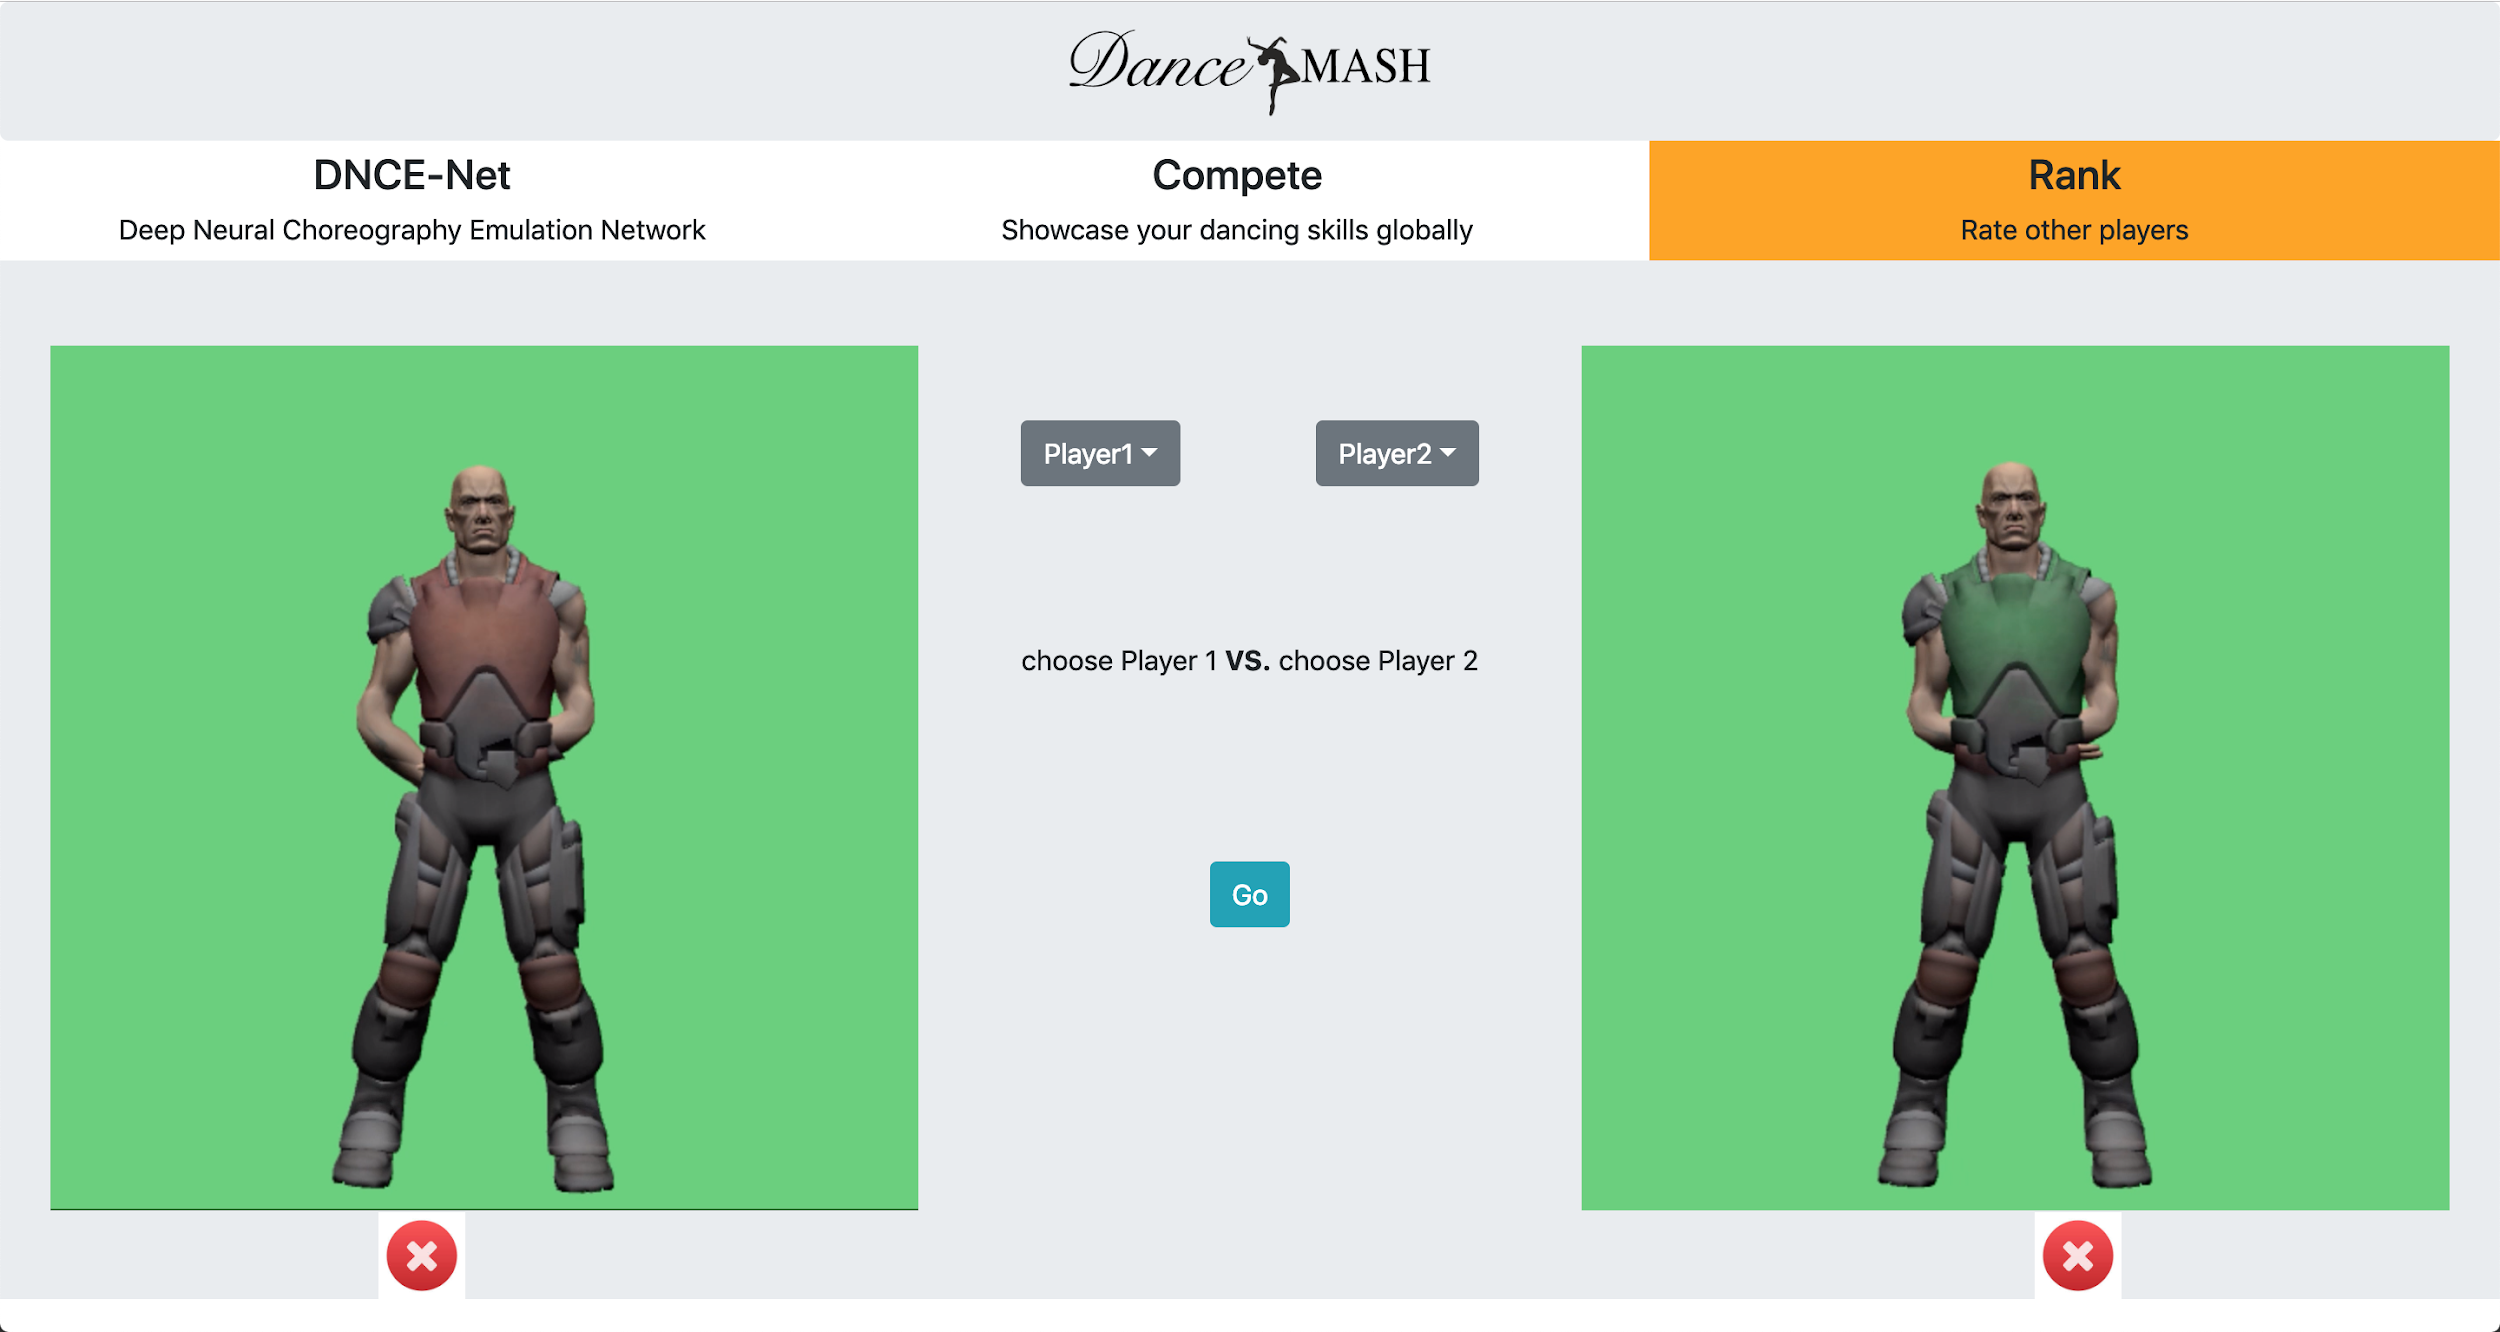 Dance MASH
DNCE-Net
Deep Neural Choreography Emulation Network
Compete
Showcase your dancing skills globally
Rank
Rate other players
Player1
Player2
choose Player 1 VS. choose Player 2
Go